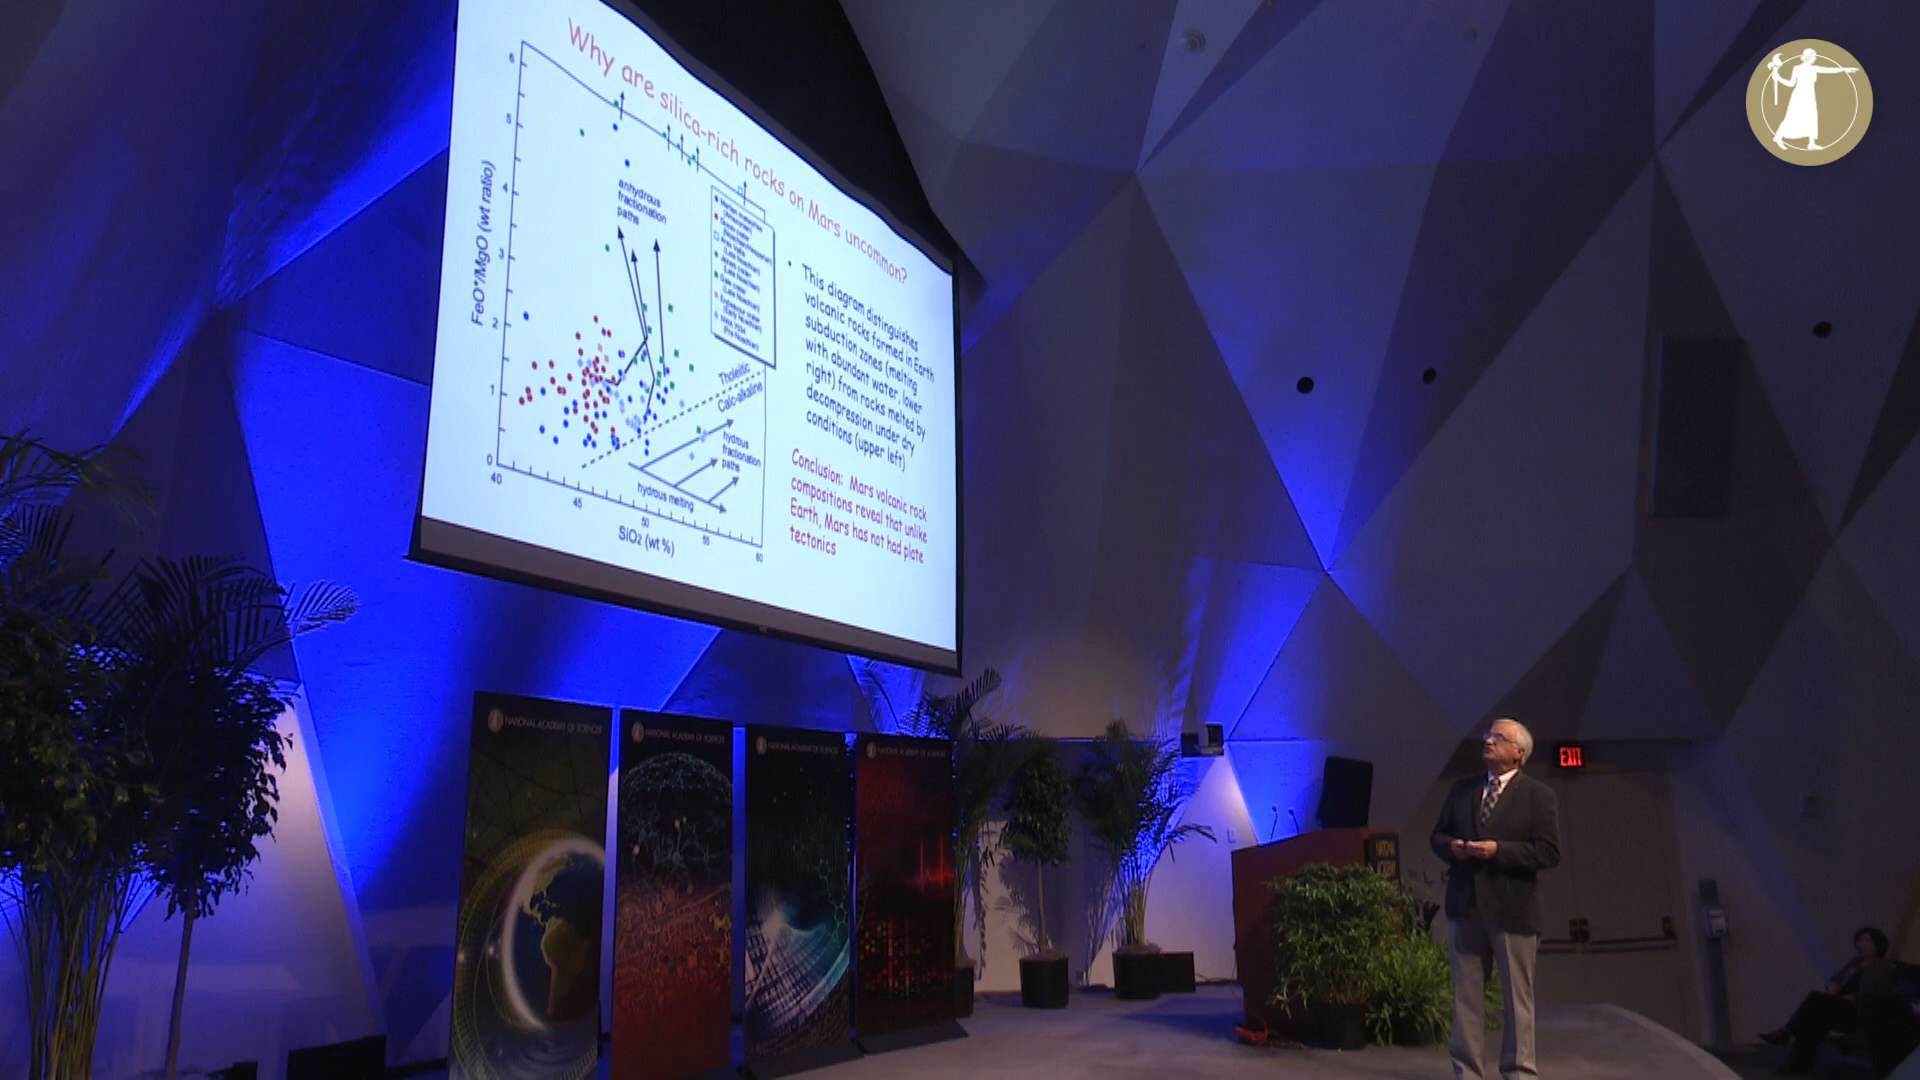 Why are silica-rich rocks on Mars uncommon?
6
5
4
3
2
1
0
FeO*/MgO (wt ratio)
anhydrous
fractionation
paths
Tholeiitic
Calc-alkaline
hydrous
fractionation
paths
hydrous melting
40
45
50
55
60
SiO2 (wt %)
• This diagram distinguishes
volcanic rocks formed in Earth
subduction zones (melting
with abundant water, lower
right) from rocks melted by
decompression under dry
conditions (upper left)
Conclusion: Mars volcanic rock
compositions reveal that unlike
Earth, Mars has not had plate
tectonics
NATIONAL ACADEMY OF SCIENCES
NATIONAL ACADEMY OF SCIENCES
NATIONAL ACADEMY OF SCIENCES
NATIONAL ACADEMY OF SCIENCES
EXIT